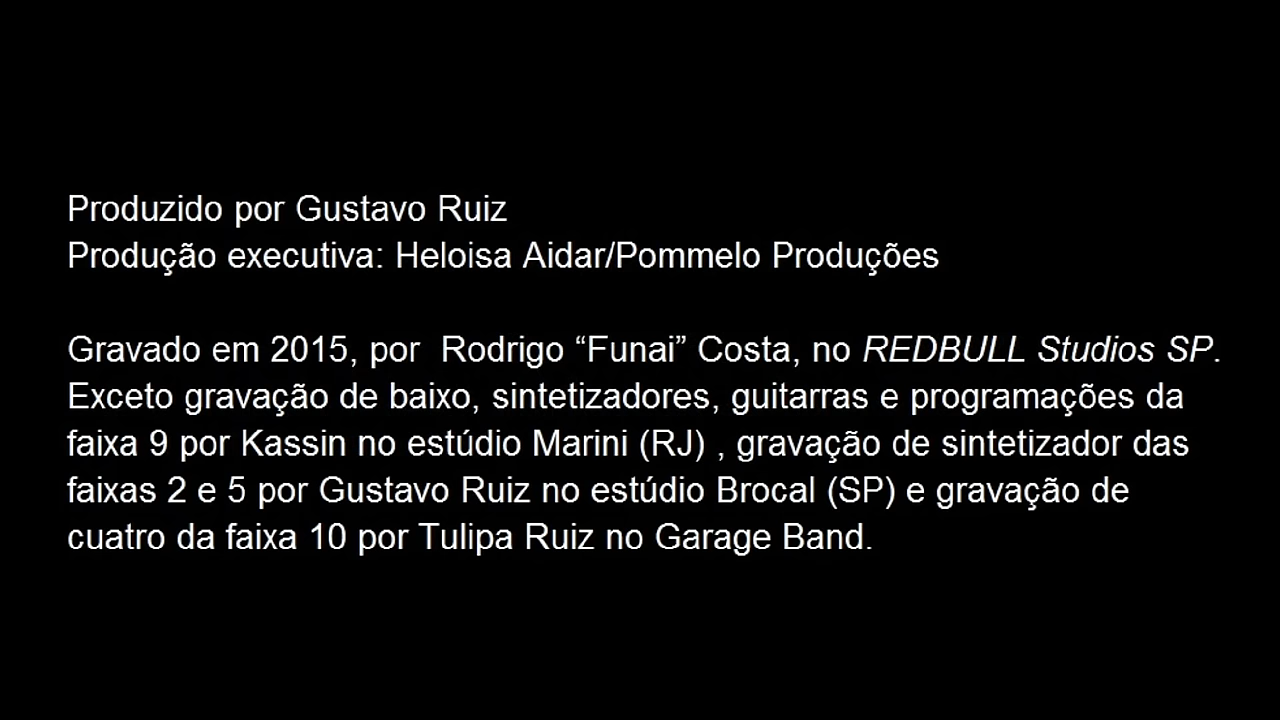 Produzido por Gustavo Ruiz
Produção executiva: Heloisa Aidar/Pommelo Produções
Gravado em 2015, por  Rodrigo “Funai” Costa, no REDBULL Studios SP.
Exceto gravação de baixo, sintetizadores, guitarras e programações da
faixa 9 por Kassin no estúdio Marini (RJ) , gravação de sintetizador das
faixas 2 e 5 por Gustavo Ruiz no estúdio Brocal (SP) e gravação de
cuatro da faixa 10 por Tulipa Ruiz no Garage Band.